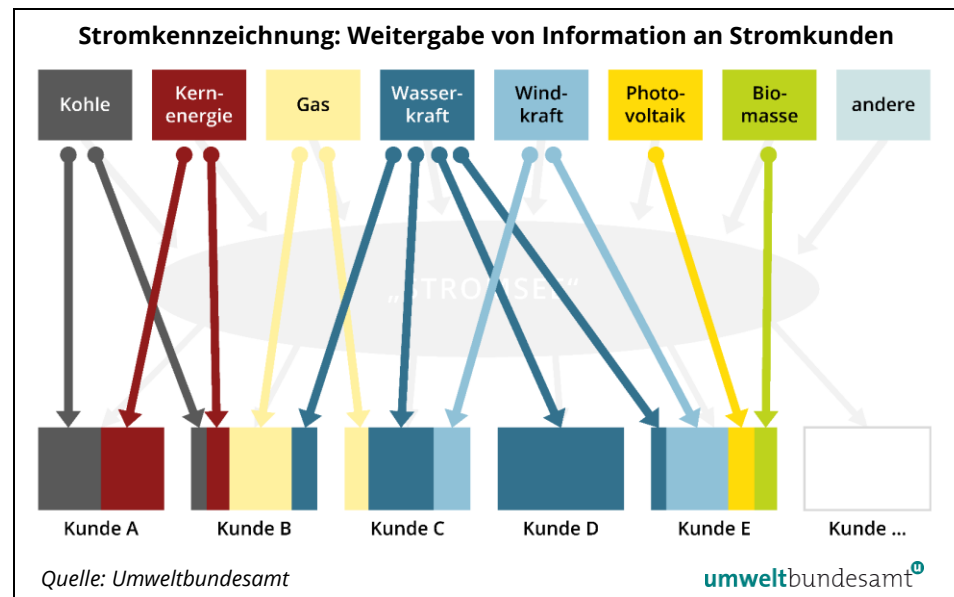 Stromkennzeichnung: Weitergabe von Information an Stromkunden
Kohle
Kern-
energie
Gas
Wasser-
kraft
Wind-
kraft
Photo-
voltaik
Bio-
masse
andere
„STROMSEE"
Kunde A
Kunde B
Kunde C
Kunde D
Kunde E
Kunde ...
Quelle: Umweltbundesamt
umweltbundesamt u